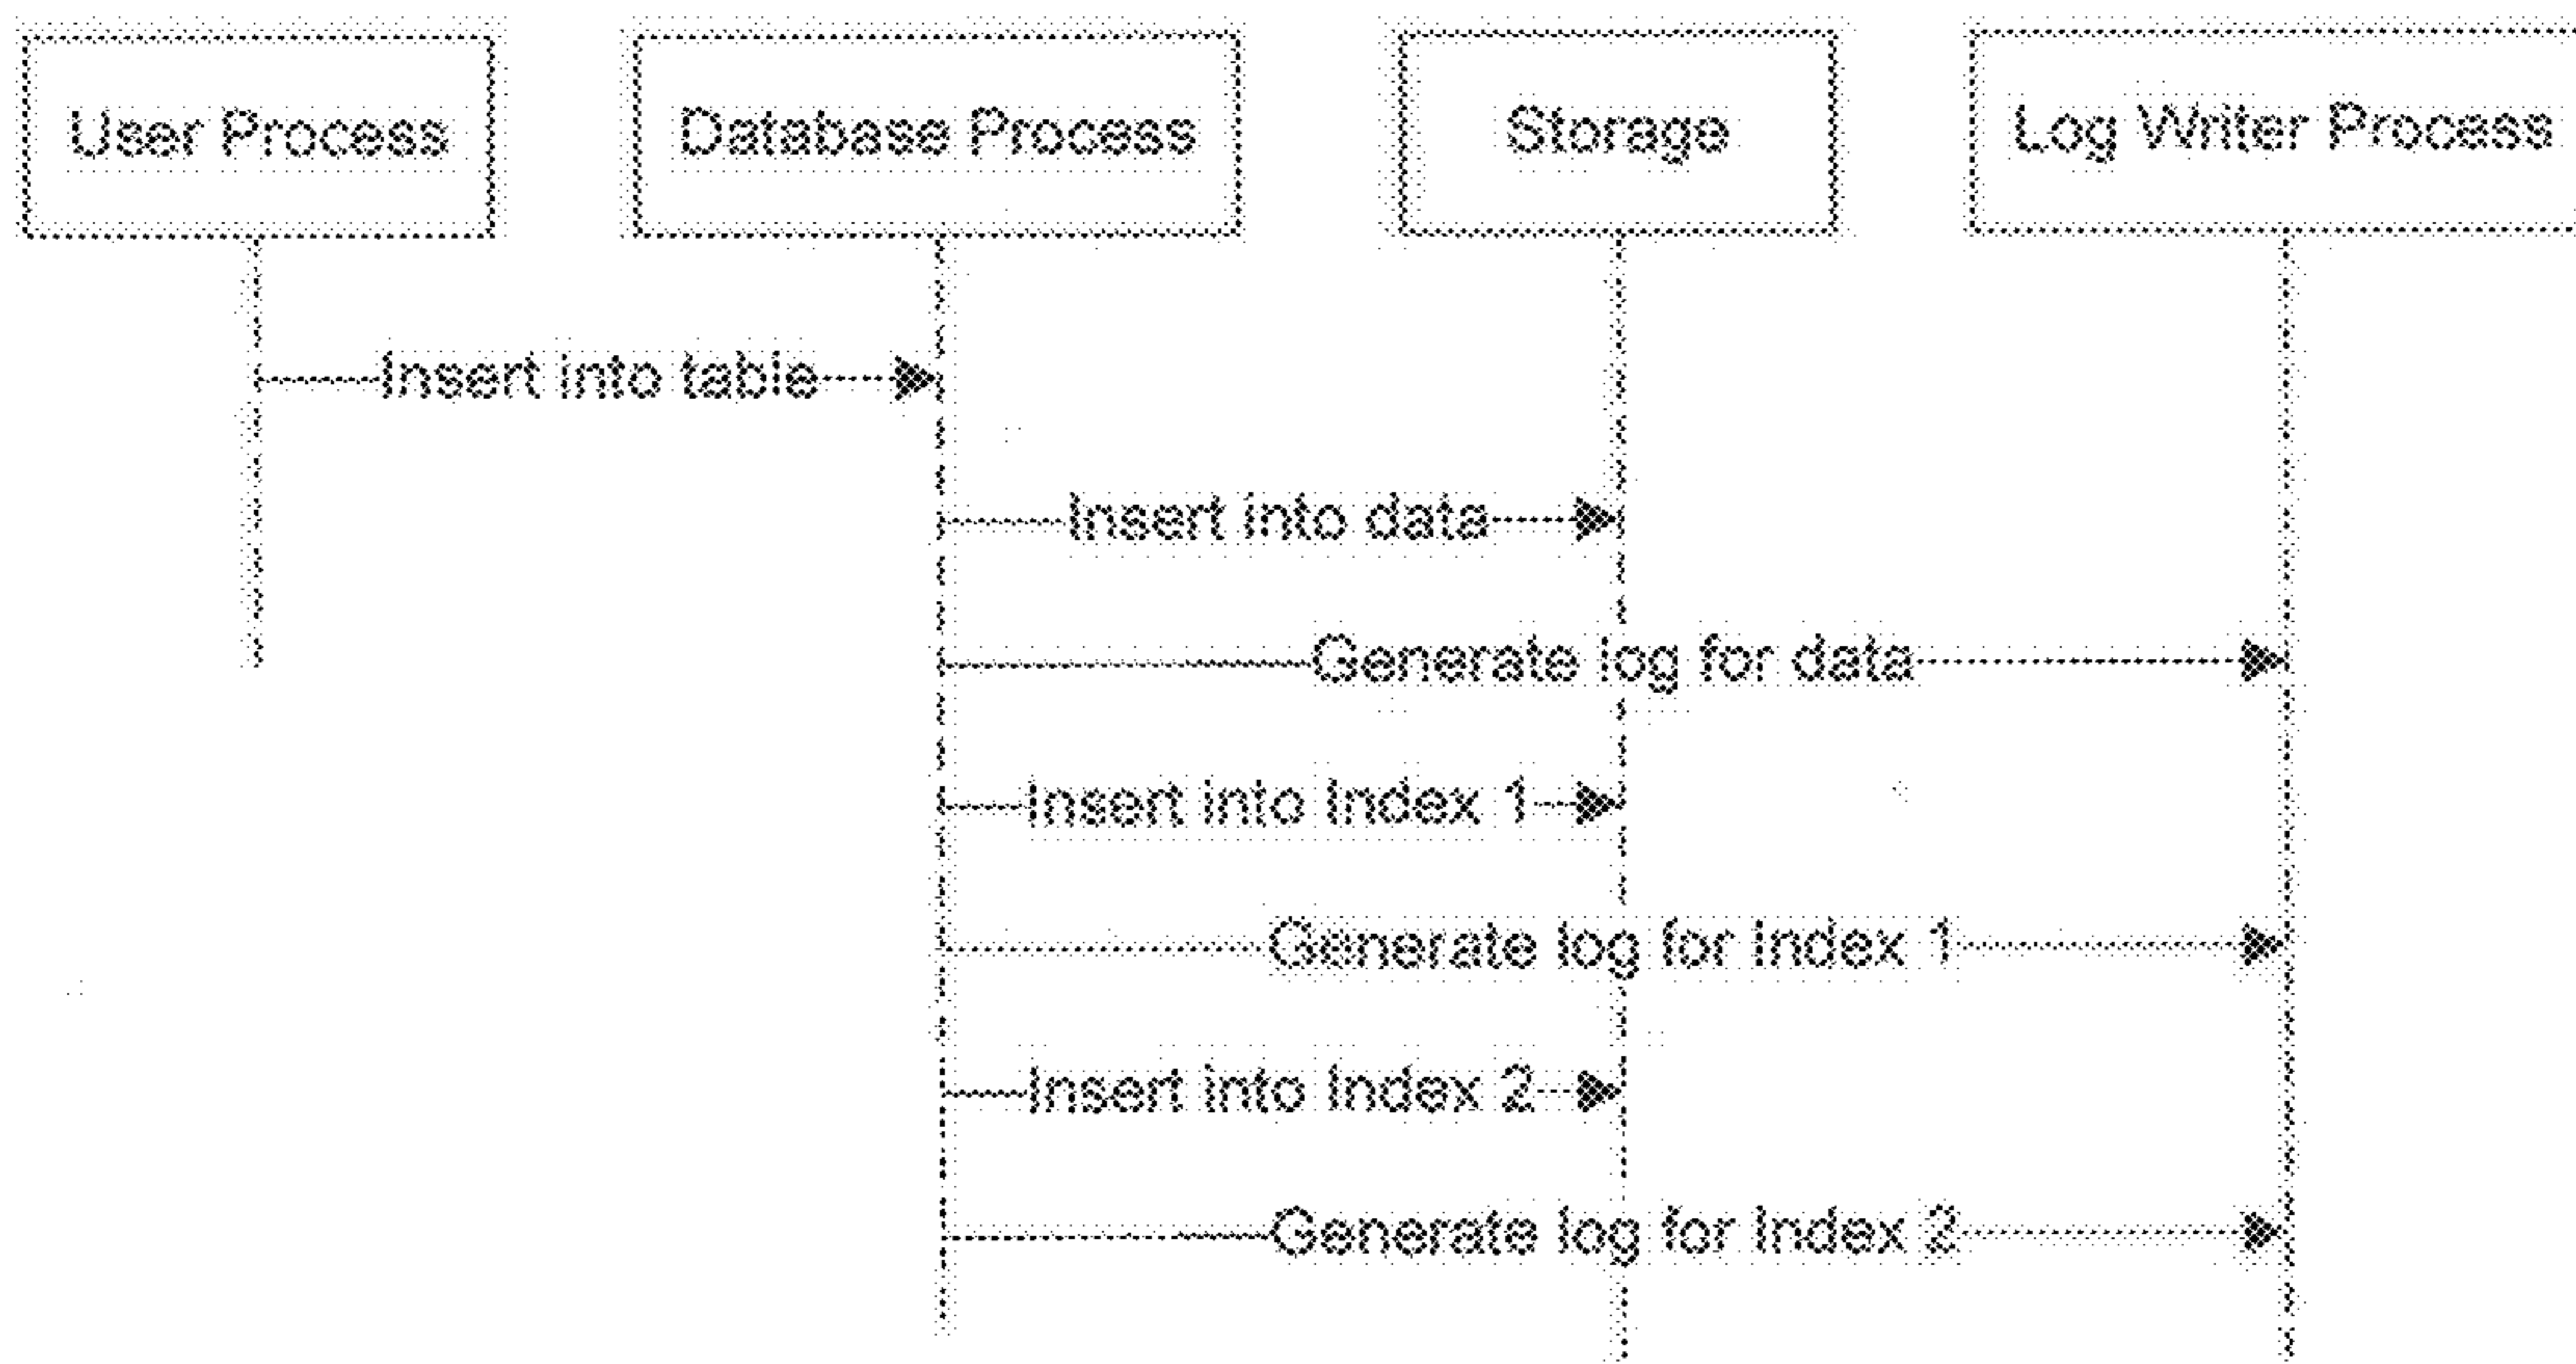 User Process
Database Process
Storage
Log Writer Process
Insert into table
Insert into data
Generate log for data
Insert into Index 1
Generate log for Index 1
Insert into Index 2
Generate log for Index 2